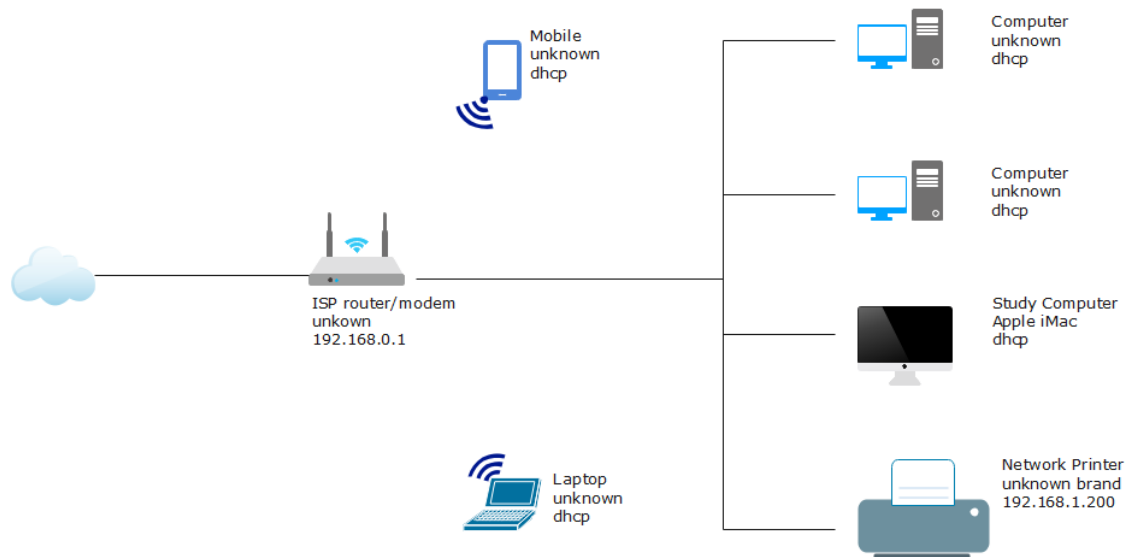 Mobile
unknown
dhcp
Computer
unknown
dhcp
Computer
unknown
dhcp
ISP router/modem
unkown
192.168.0.1
Study Computer
Apple iMac
dhcp
Laptop
unknown
dhcp
Network Printer
unknown brand
192.168.1.200